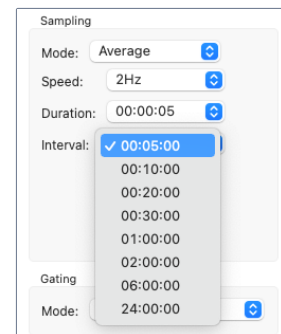 Sampling
Mode: Average
Speed: 2Hz
Duration: 00:00:05
Interval: ✓ 00:05:00
00:10:00
00:20:00
00:30:00
01:00:00
02:00:00
06:00:00
24:00:00
Gating
Mode: